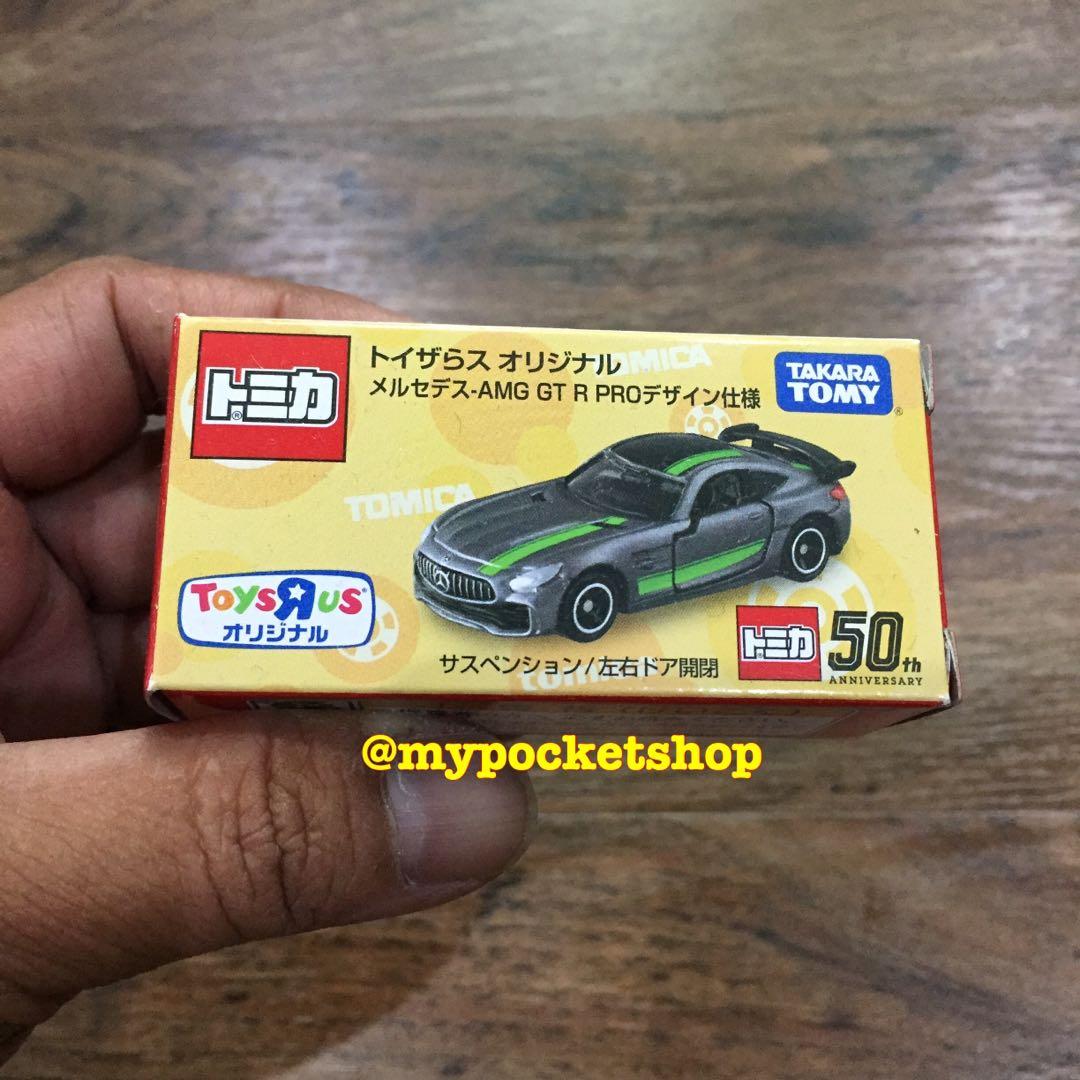 トミカ®
トイザらス オリジナル
メルセデス-AMG GT R PROデザイン仕様
TAKARA
TOMY®
TOMICA
TOMICA
TOYSRUS
オリジナル
サスペンション/左右ドア開閉
トミカ
50th
ANNIVERSARY
tomica
@mypocketshop